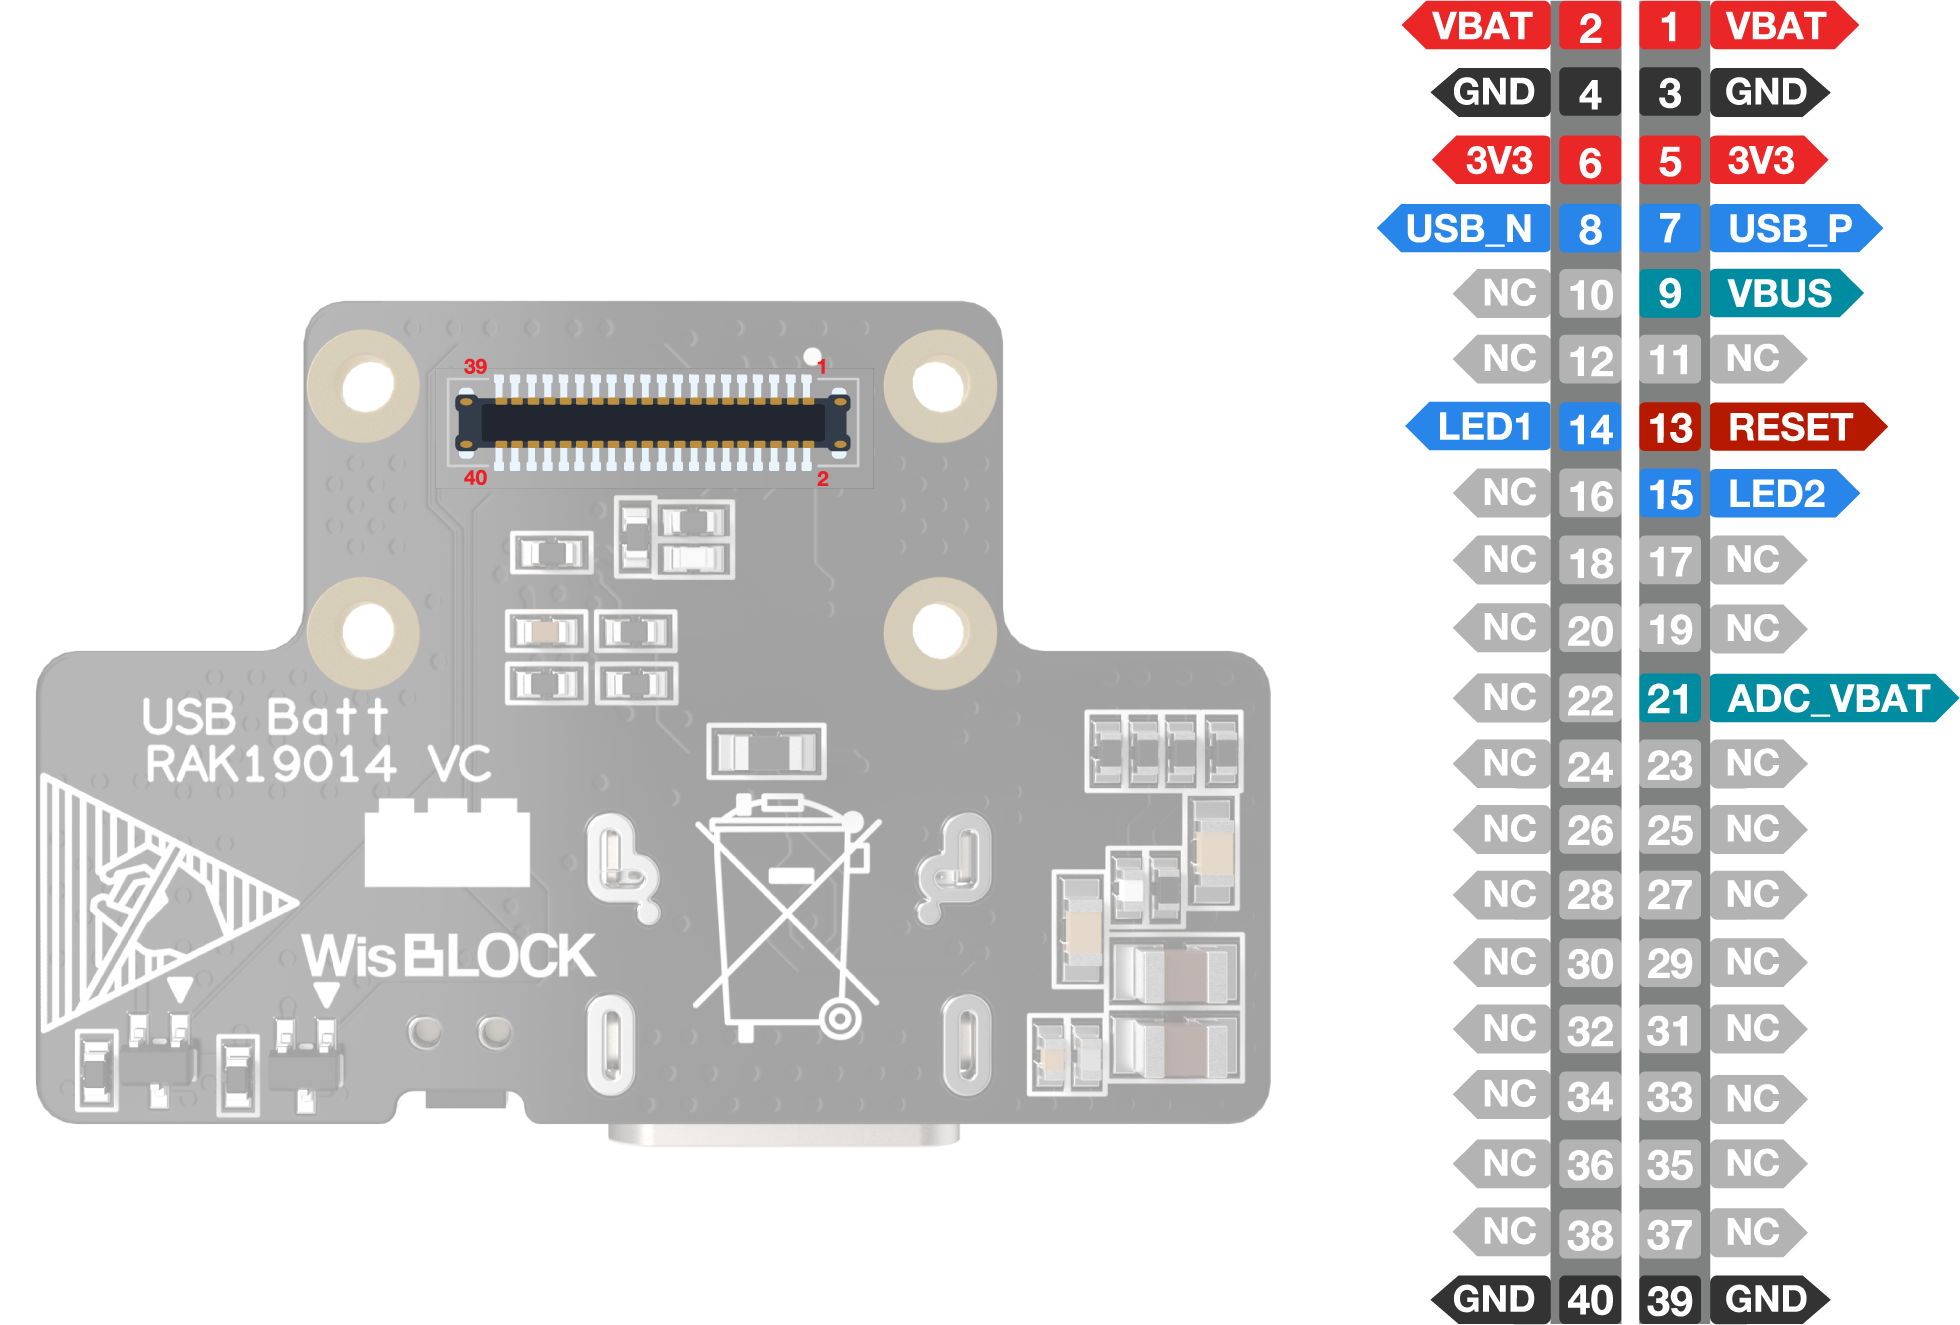 VBAT 2 1 VBAT
GND 4 3 GND
3V3 6 5 3V3
USB_N 8 7 USB_P
NC 10 9 VBUS
NC 12 11 NC
LED1 14 13 RESET
NC 16 15 LED2
NC 18 17 NC
NC 20 19 NC
NC 22 21 ADC_VBAT
NC 24 23 NC
NC 26 25 NC
NC 28 27 NC
NC 30 29 NC
NC 32 31 NC
NC 34 33 NC
NC 36 35 NC
NC 38 37 NC
GND 40 39 GND
39 1
40 2
USB Batt
RAK19014 VC
WisBLOCK